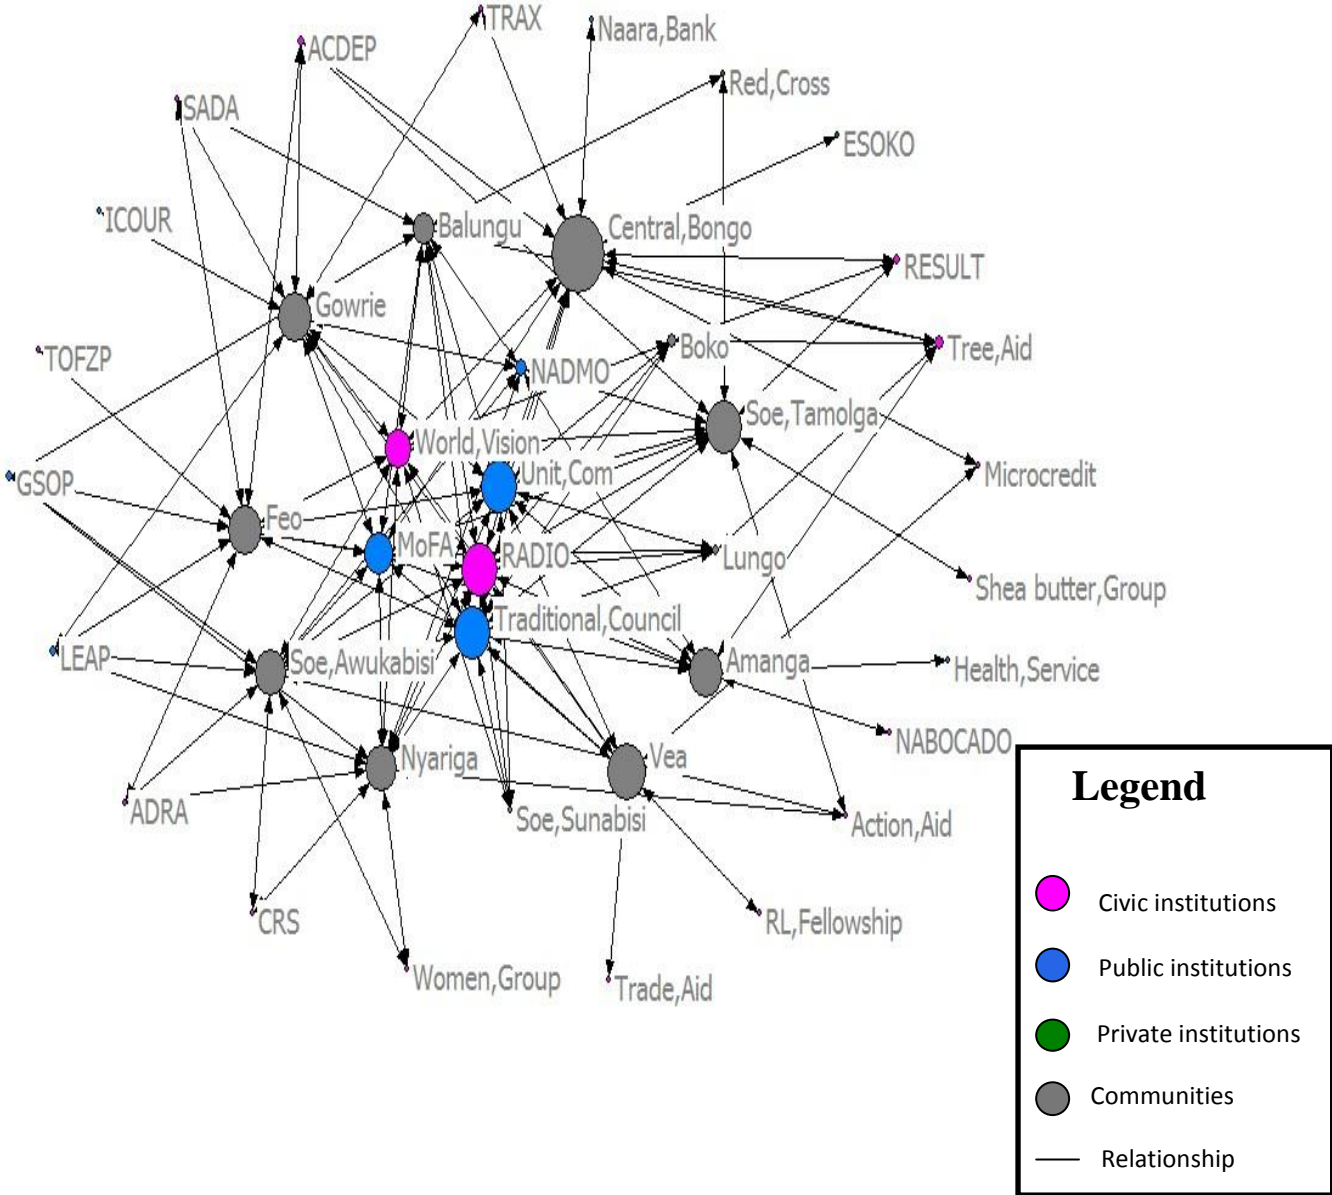 TRAX
Naara,Bank
ACDEP
Red,Cross
SADA
ESOKO
ICOUR
Balungu
Central,Bongo
RESULT
Gowrie
Boko
Tree,Aid
TOFZP
NADMO
Soe,Tamolga
World,Vision
Unit,Com
Microcredit
GSOP
Feo
MoFA
RADIO
Lungo
Shea butter,Group
Traditional,Council
LEAP
Soe,Awukabisi
Amanga
Health,Service
NABOCADO
Nyariga
Vea
ADRA
Soe,Sunabisi
Action,Aid
CRS
RL,Fellowship
Women,Group
Trade,Aid
Legend
Civic institutions
Public institutions
Private institutions
Communities
Relationship